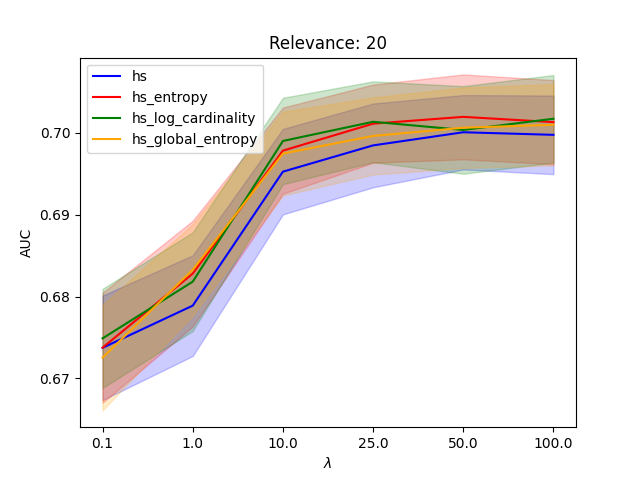 Relevance: 20
hs
hs_entropy
hs_log_cardinality
hs_global_entropy
AUC
0.70
0.69
0.68
0.67
0.1 1.0 10.0 25.0 50.0 100.0
λ